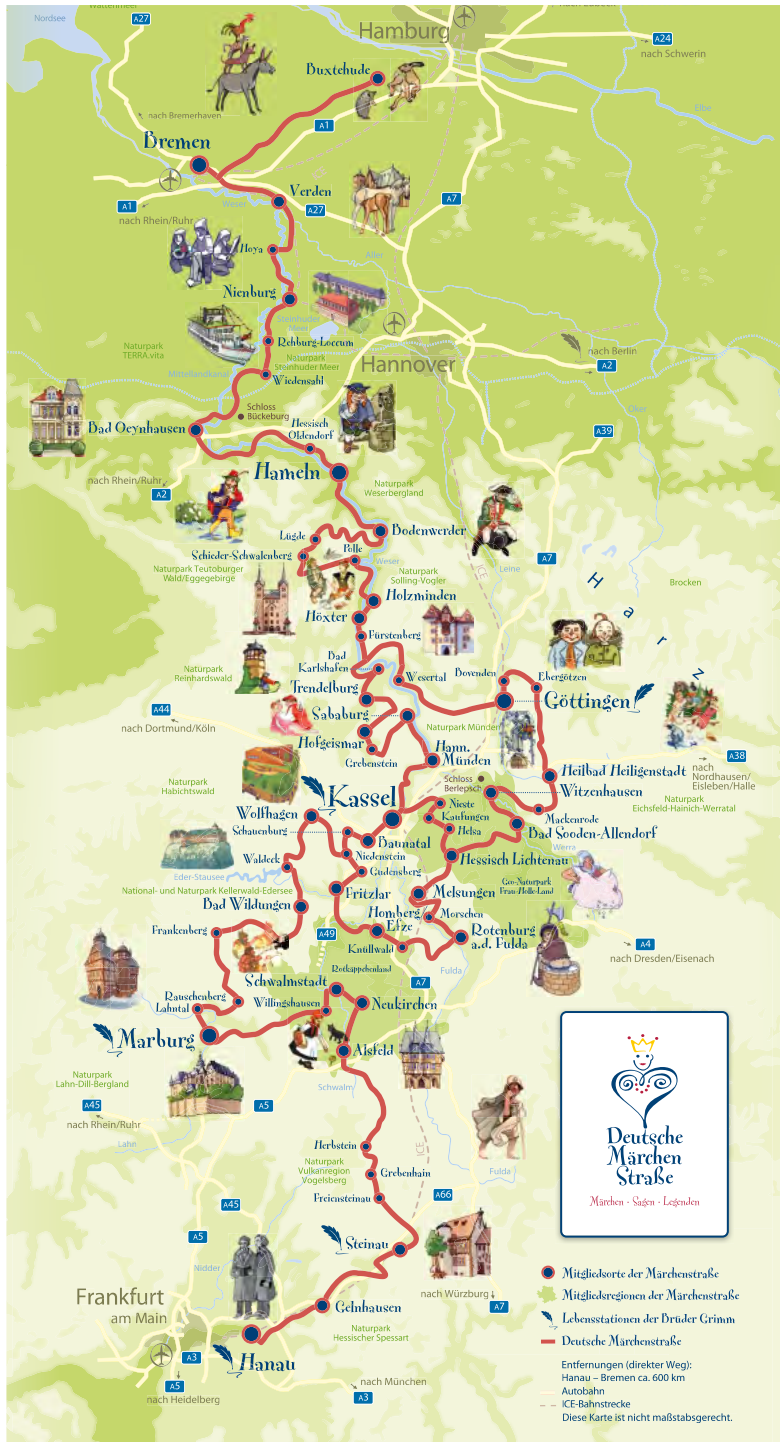 Wattenmeer
Nordsee
A27
Hamburg
A24
nach Schwerin
Buxtehude
Elbe
nach Bremerhaven
A1
Bremen
Verden
A1
Weser
A27
A7
nach Rhein/Ruhr
Hoya
Aller
Nienburg
Steinhuder
Meer
Rehburg-Loccum
Naturpark
TERRA.vita
Naturpark
Steinhuder Meer
Hannover
nach Berlin
A2
Mittellandkanal
Wiedensahl
Schloss
Bückeburg
Oker
Bad Oeynhausen
Hessisch
Oldendorf
A39
Hameln
nach Rhein/Ruhr
A2
Naturpark
Weserbergland
Bodenwerder
Lügde
Polle
Schieder-Schwalenberg
Weser
A7
ICE
Leine
Naturpark Teutoburger
Wald/Eggegebirge
Naturpark
Solling-Vogler
Harz
Brocken
Holzminden
Höxter
Fürstenberg
Bad
Karlshafen
Naturpark
Reinhardswald
Wesertal
Bovenden
Ebergötzen
Trendelburg
Göttingen
A44
Sababurg
nach Dortmund/Köln
Naturpark Münden
Hofgeismar
Hann.
Münden
Grebenstein
A38
nach
Nordhausen/
Eisleben/Halle
Heilbad Heiligenstadt
Schloss
Berlepsch
Witzenhausen
Naturpark
Habichtswald
Naturpark
Eichsfeld-Hainich-Werratal
Kassel
Nieste
Mackenrode
Wolfhagen
Kaufungen
Schauenburg
Helsa
Bad Sooden-Allendorf
Baunatal
Werra
Niedenstein
Waldeck
Hessisch Lichtenau
Gudensberg
Eder-Stausee
Geo-Naturpark
Frau-Holle-Land
National- und Naturpark Kellerwald-Edersee
Fritzlar
Melsungen
Bad Wildungen
Homberg
Efze
Morschen
Frankenberg
A49
Rotenburg
a.d. Fulda
Knüllwald
A4
nach Dresden/Eisenach
Rotkäppchenland
Fulda
Schwalmstadt
A7
Rauschenberg
Lahntal
Willingshausen
Neukirchen
Marburg
Alsfeld
Naturpark
Lahn-Dill-Bergland
Schwalm
A45
A5
nach Rhein/Ruhr
Lahn
Herbstein
ICE
Naturpark
Vulkanregion
Vogelsberg
Grebenhain
Fulda
Freiensteinau
A66
A45
A5
Steinau
Nidder
nach Würzburg
A7
Frankfurt
am Main
Gelnhausen
Naturpark
Hessischer Spessart
Hanau
A3
A5
nach Heidelberg
nach München
A3
Deutsche
Märchen
Straße
Märchen - Sagen - Legenden
Mitgliedsorte der Märchenstraße
Mitgliedsregionen der Märchenstraße
Lebensstationen der Brüder Grimm
Deutsche Märchenstraße
Entfernungen (direkter Weg):
Hanau – Bremen ca. 600 km
Autobahn
ICE-Bahnstrecke
Diese Karte ist nicht maßstabsgerecht.